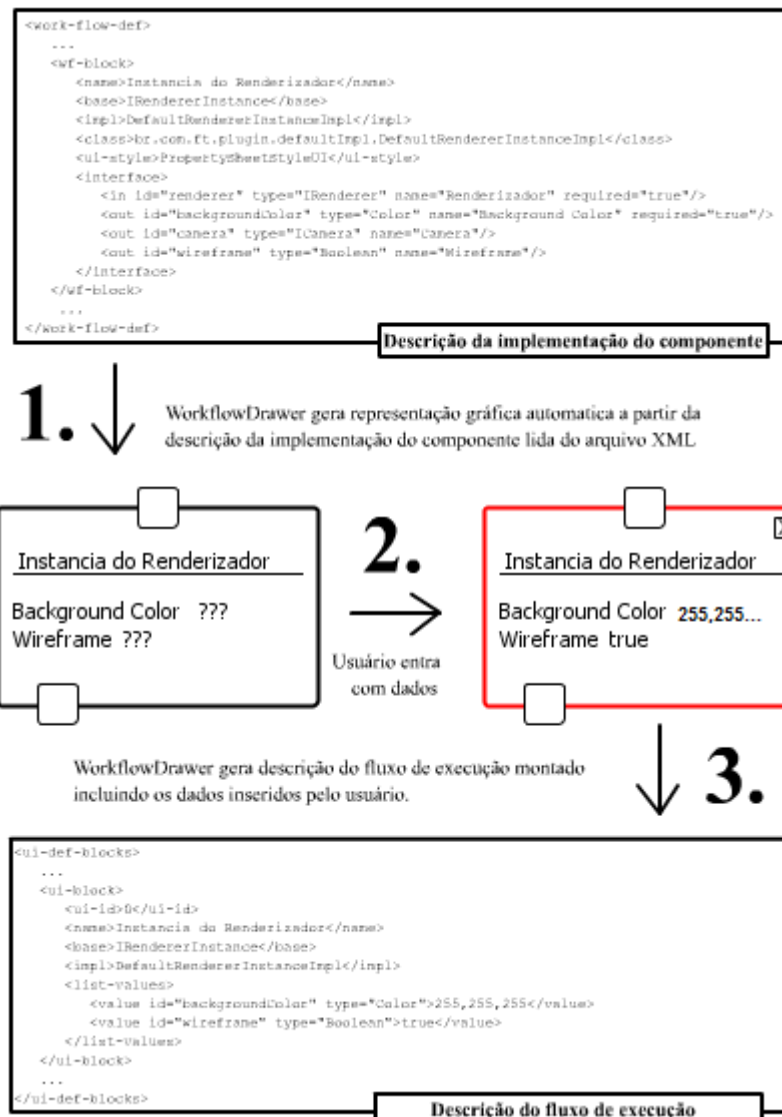 <work-flow-def>
...
<wf-block>
<name>Instancia do Renderizador</name>
<base>IRendererInstance</base>
<impl>DefaultRendererInstanceImpl</impl>
<class>br.com.ft.plugin.defaultImpl.DefaultRendererInstanceImpl</class>
<ui-style>PropertySheetStyleUI</ui-style>
<interface>
<in id="renderer" type="IRenderer" name="Renderizador" required="true"/>
<out id="backgroundColor" type="Color" name="Background Color" required="true"/>
<out id="camera" type="ICamera" name="Camera"/>
<out id="wireframe" type="Boolean" name="Wireframe"/>
</interface>
</wf-block>
...
</work-flow-def>
Descrição da implementação do componente
1.
WorkflowDrawer gera representação gráfica automatica a partir da
descrição da implementação do componente lida do arquivo XML
Instancia do Renderizador
Background Color ???
Wireframe ???
2.
Usuário entra
com dados
Instancia do Renderizador
Background Color 255,255...
Wireframe true
WorkflowDrawer gera descrição do fluxo de execução montado
incluindo os dados inseridos pelo usuário.
3.
<ui-def-blocks>
...
<ui-block>
<ui-id>0</ui-id>
<name>Instancia do Renderizador</name>
<base>IRendererInstance</base>
<impl>DefaultRendererInstanceImpl</impl>
<list-values>
<value id="backgroundColor" type="Color">255,255,255</value>
<value id="wireframe" type="Boolean">true</value>
</list-values>
</ui-block>
...
</ui-def-blocks>
Descrição do fluxo de execução